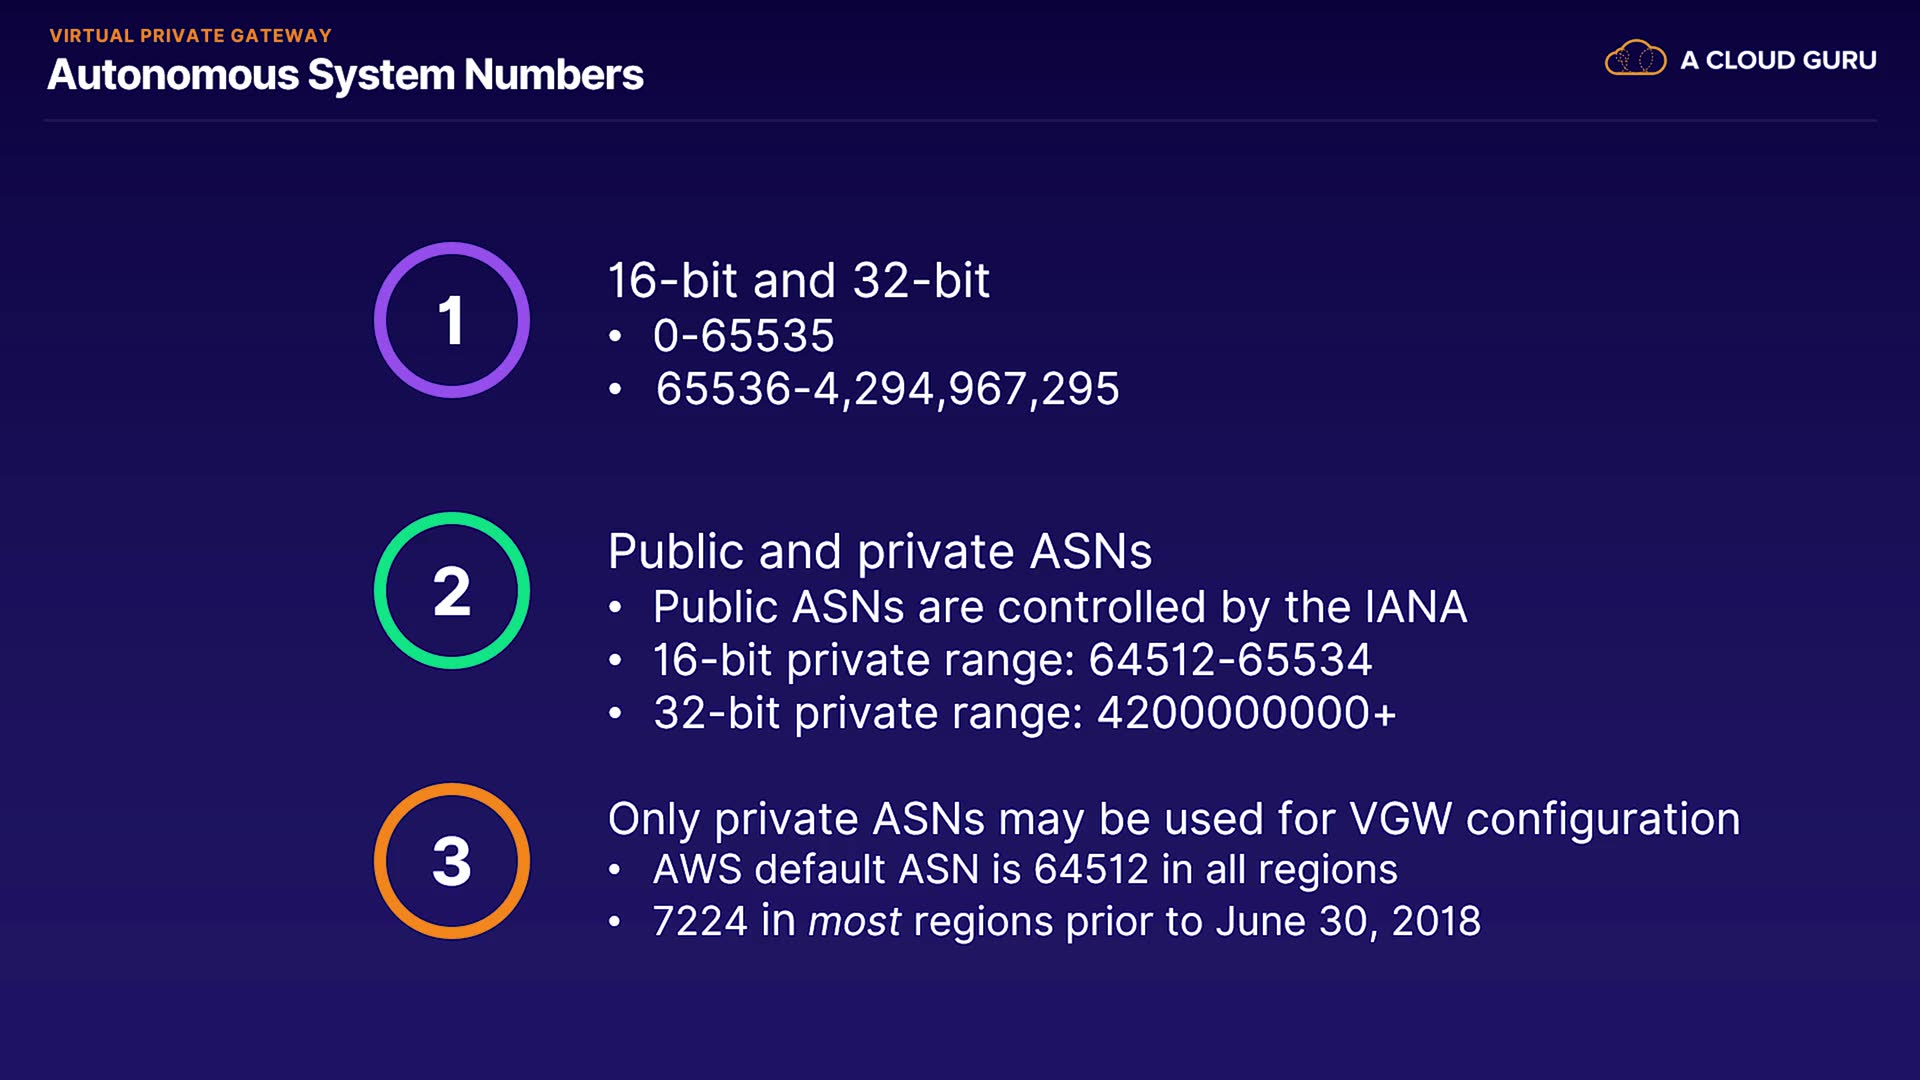 VIRTUAL PRIVATE GATEWAY
Autonomous System Numbers
A CLOUD GURU
1
16-bit and 32-bit
• 0-65535
• 65536-4,294,967,295
2
Public and private ASNs
• Public ASNs are controlled by the IANA
• 16-bit private range: 64512-65534
• 32-bit private range: 4200000000+
3
Only private ASNs may be used for VGW configuration
• AWS default ASN is 64512 in all regions
• 7224 in most regions prior to June 30, 2018